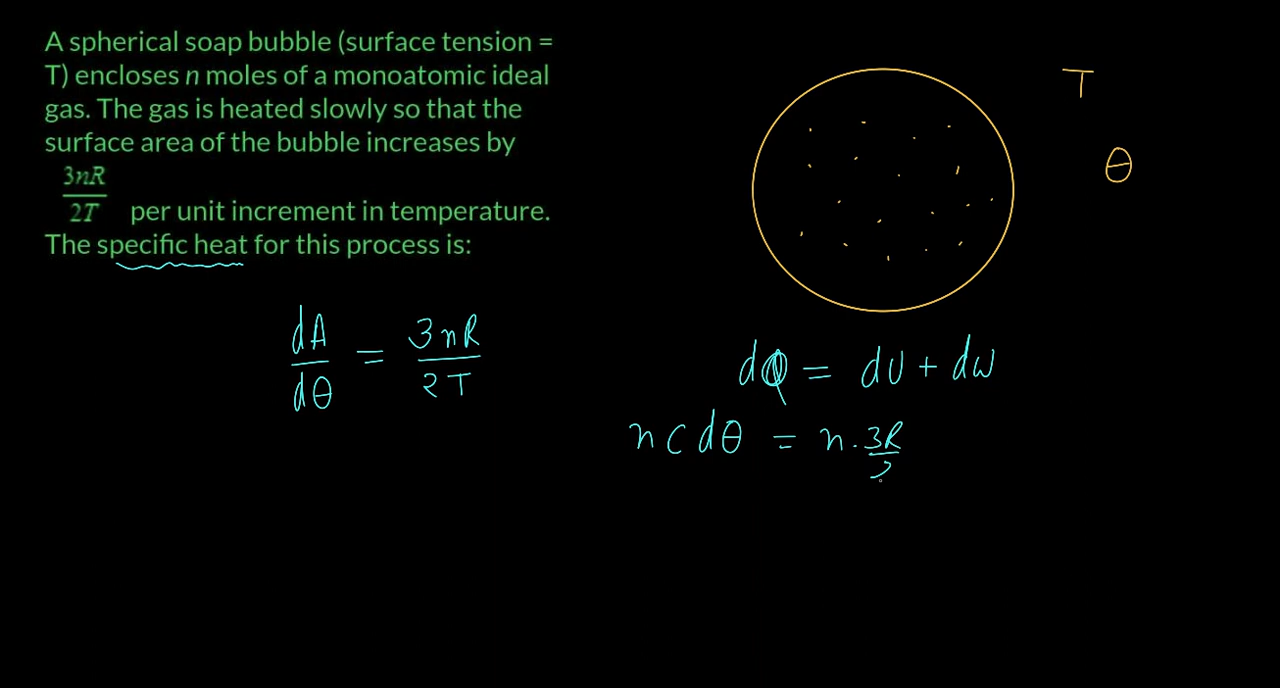 A spherical soap bubble (surface tension =
T) encloses n moles of a monoatomic ideal
gas. The gas is heated slowly so that the
surface area of the bubble increases by
3nR
2T per unit increment in temperature.
The specific heat for this process is:
T
θ
dA/dθ = 3nR/2T
dQ = dU + dW
nCdθ = n. 3R/2